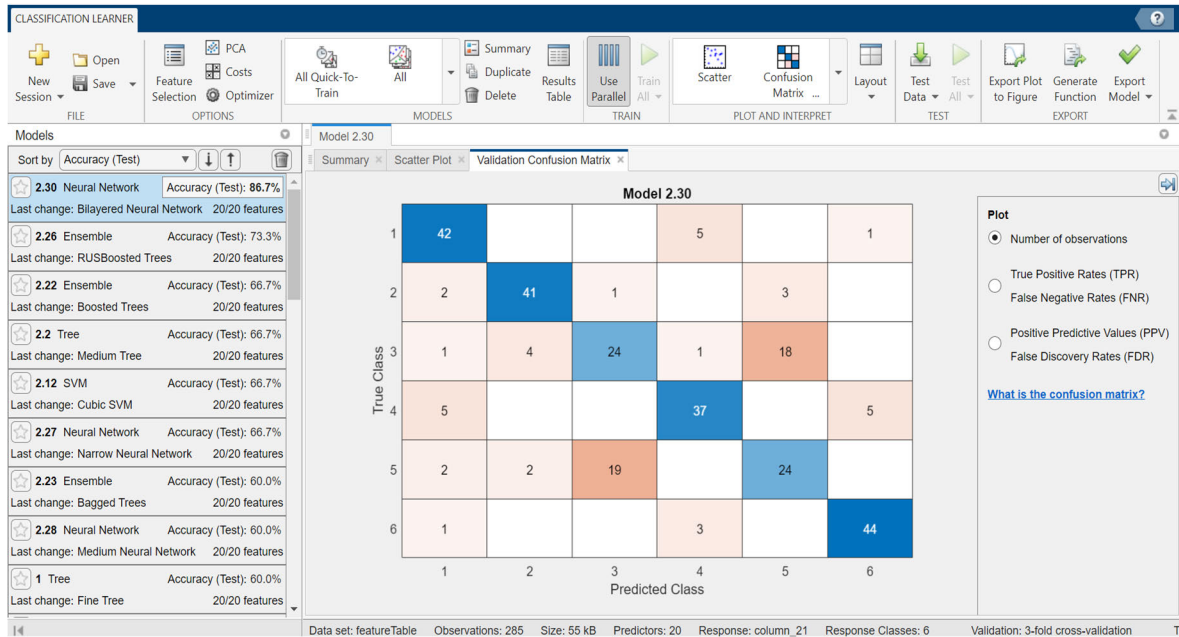 CLASSIFICATION LEARNER
?
New Session
Open
Save
FILE
Feature Selection
PCA
Costs
Optimizer
OPTIONS
All Quick-To-Train
All
Summary
Duplicate
Delete
Results Table
MODELS
Use Parallel
Train All
TRAIN
Scatter
Confusion Matrix ...
PLOT AND INTERPRET
Layout
Test Data
Test All
TEST
Export Plot to Figure
Generate Function
Export Model
EXPORT
Models
Sort by Accuracy (Test)
2.30 Neural Network Accuracy (Test): 86.7%
Last change: Bilayered Neural Network 20/20 features
2.26 Ensemble Accuracy (Test): 73.3%
Last change: RUSBoosted Trees 20/20 features
2.22 Ensemble Accuracy (Test): 66.7%
Last change: Boosted Trees 20/20 features
2.2 Tree Accuracy (Test): 66.7%
Last change: Medium Tree 20/20 features
2.12 SVM Accuracy (Test): 66.7%
Last change: Cubic SVM 20/20 features
2.27 Neural Network Accuracy (Test): 66.7%
Last change: Narrow Neural Network 20/20 features
2.23 Ensemble Accuracy (Test): 60.0%
Last change: Bagged Trees 20/20 features
2.28 Neural Network Accuracy (Test): 60.0%
Last change: Medium Neural Network 20/20 features
1 Tree Accuracy (Test): 60.0%
Last change: Fine Tree 20/20 features
Model 2.30
Summary × Scatter Plot × Validation Confusion Matrix ×
Model 2.30
True Class
1 42 5 1
2 2 41 1 3
3 1 4 24 1 18
4 5 37 5
5 2 2 19 24
6 1 3 44
1 2 3 4 5 6
Predicted Class
Plot
Number of observations
True Positive Rates (TPR)
False Negative Rates (FNR)
Positive Predictive Values (PPV)
False Discovery Rates (FDR)
What is the confusion matrix?
Data set: featureTable Observations: 285 Size: 55 kB Predictors: 20 Response: column_21 Response Classes: 6 Validation: 3-fold cross-validation T